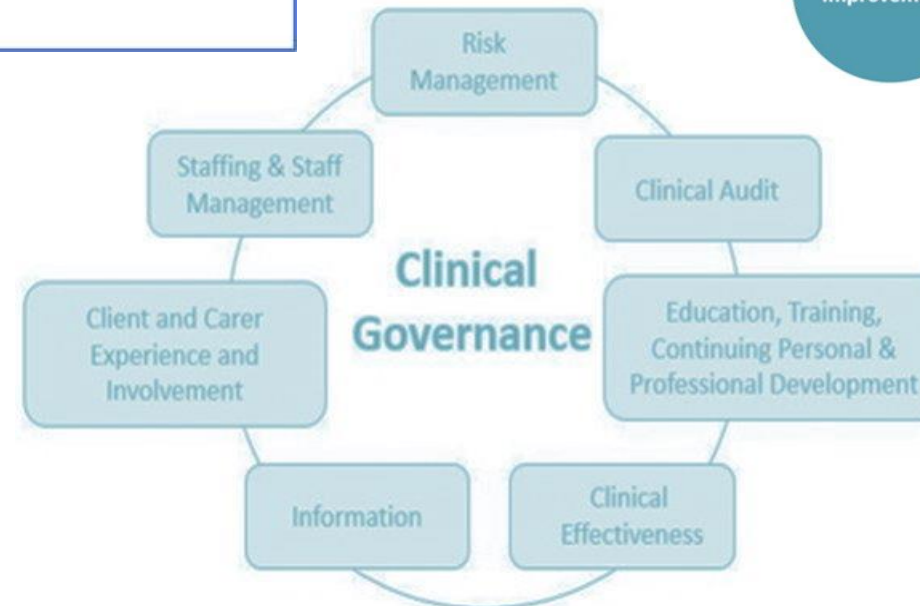 Risk
Management
Staffing & Staff
Management
Clinical Audit
Clinical
Governance
Client and Carer
Experience and
Involvement
Education, Training,
Continuing Personal &
Professional Development
Information
Clinical
Effectiveness